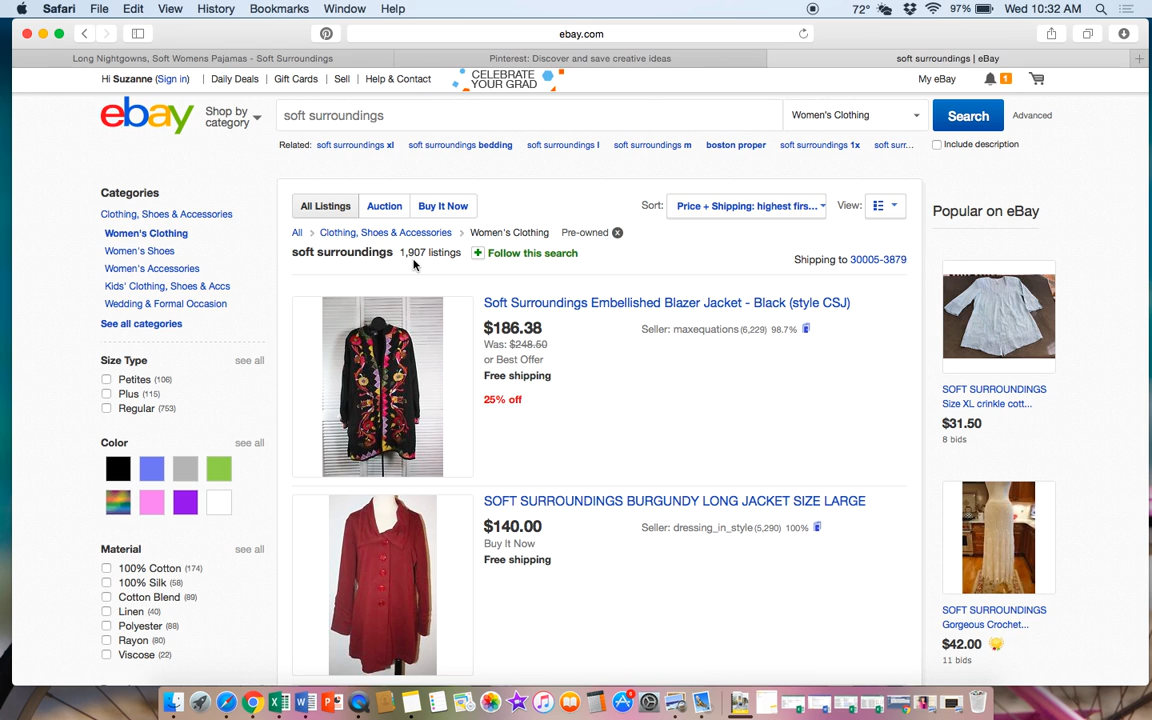 Safari File Edit View History Bookmarks Window Help 72° 97% Wed 10:32 AM
ebay.com
Long Nightgowns, Soft Womens Pajamas - Soft Surroundings Pinterest: Discover and save creative ideas soft surroundings | eBay
Hi Suzanne (Sign in) | Daily Deals | Gift Cards | Sell | Help & Contact CELEBRATE YOUR GRAD My eBay 1
ebay Shop by category soft surroundings Women's Clothing Search Advanced
Related: soft surroundings xl soft surroundings bedding soft surroundings l soft surroundings m boston proper soft surroundings 1x soft surr... Include description
Categories
Clothing, Shoes & Accessories
Women's Clothing
Women's Shoes
Women's Accessories
Kids' Clothing, Shoes & Accs
Wedding & Formal Occasion
See all categories
Size Type see all
Petites (106)
Plus (115)
Regular (753)
Color see all
Material see all
100% Cotton (174)
100% Silk (58)
Cotton Blend (89)
Linen (40)
Polyester (88)
Rayon (80)
Viscose (22)
All Listings Auction Buy It Now Sort: Price + Shipping: highest firs... View:
All > Clothing, Shoes & Accessories > Women's Clothing Pre-owned
soft surroundings 1,907 listings + Follow this search Shipping to 30005-3879
Soft Surroundings Embellished Blazer Jacket - Black (style CSJ)
$186.38 Seller: maxequations (6,229) 98.7%
Was: $248.50
or Best Offer
Free shipping
25% off
SOFT SURROUNDINGS BURGUNDY LONG JACKET SIZE LARGE
$140.00 Seller: dressing_in_style (5,290) 100%
Buy It Now
Free shipping
Popular on eBay
SOFT SURROUNDINGS
Size XL crinkle cott...
$31.50
8 bids
SOFT SURROUNDINGS
Gorgeous Crochet...
$42.00
11 bids